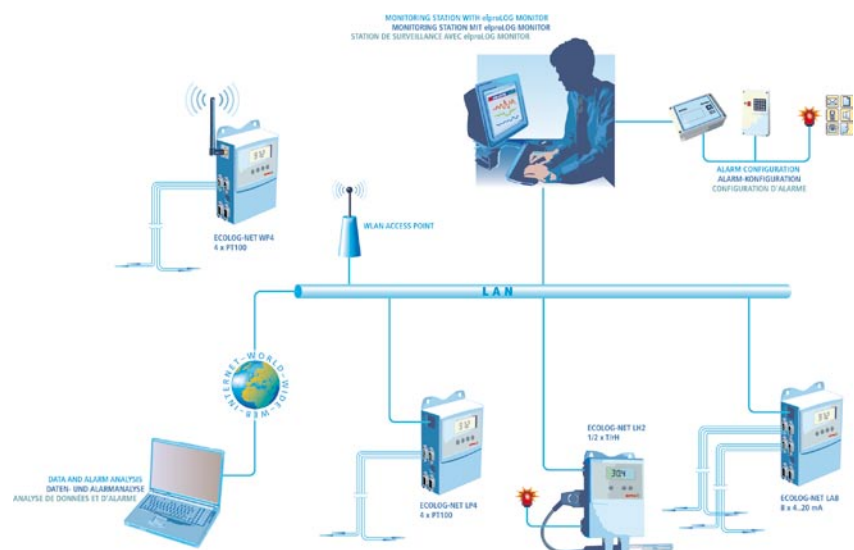 MONITORING STATION WITH elproLOG MONITOR
MONITORING STATION MIT elproLOG MONITOR
STATION DE SURVEILLANCE AVEC elproLOG MONITOR
ALARM CONFIGURATION
ALARM-KONFIGURATION
CONFIGURATION D'ALARME
ECOLOG-NET WP4
4 x PT100
WLAN ACCESS POINT
LAN
INTERNET-WORLD-WIDE-WEB
DATA AND ALARM ANALYSIS
DATEN- UND ALARMANALYSE
ANALYSE DE DONNÉES ET D'ALARME
ECOLOG-NET LP4
4 x PT100
ECOLOG-NET LH2
1/2 x T/rH
ECOLOG-NET LA8
8 x 4..20 mA